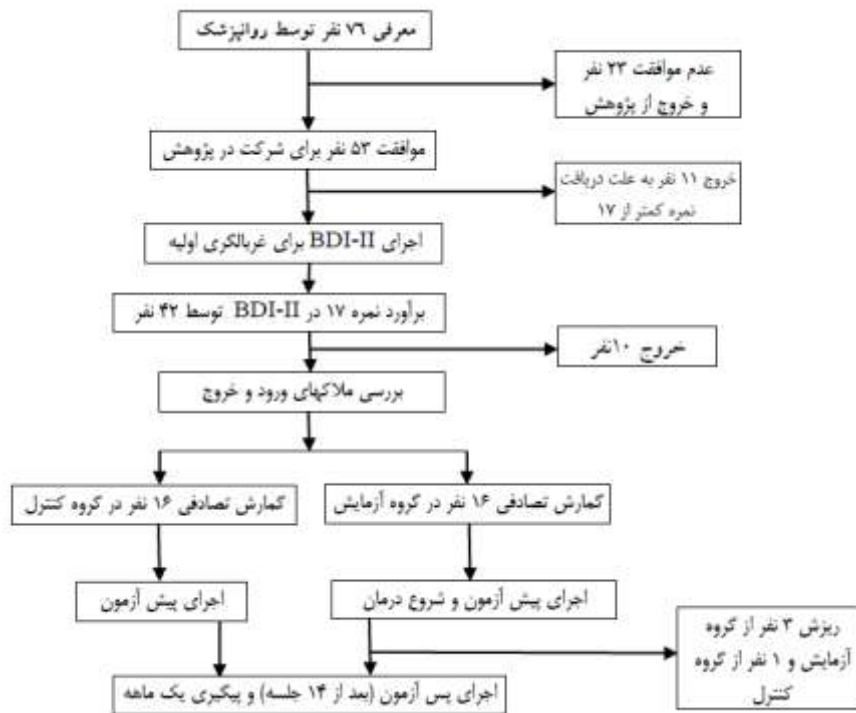 معرفی ۷۶ نفر توسط روانپزشک
عدم موافقت ۲۳ نفر
و خروج از پژوهش
موافقت ۵۳ نفر برای شرکت در پژوهش
خروج ۱۱ نفر به علت دریافت
نمره کمتر از ۱۷
اجرای BDI-II برای غربالگری اولیه
برآورد نمره ۱۷ در BDI-II توسط ۴۲ نفر
خروج ۱۰نفر
بررسی ملاکهای ورود و خروج
گمارش تصادفی ۱۶ نفر در گروه آزمایش
گمارش تصادفی ۱۶ نفر در گروه کنترل
اجرای پیش آزمون و شروع درمان
اجرای پیش آزمون
ریزش ۳ نفر از گروه
آزمایش و ۱ نفر از گروه
کنترل
اجرای پس آزمون (بعد از ۱۴ جلسه) و پیگیری یک ماهه